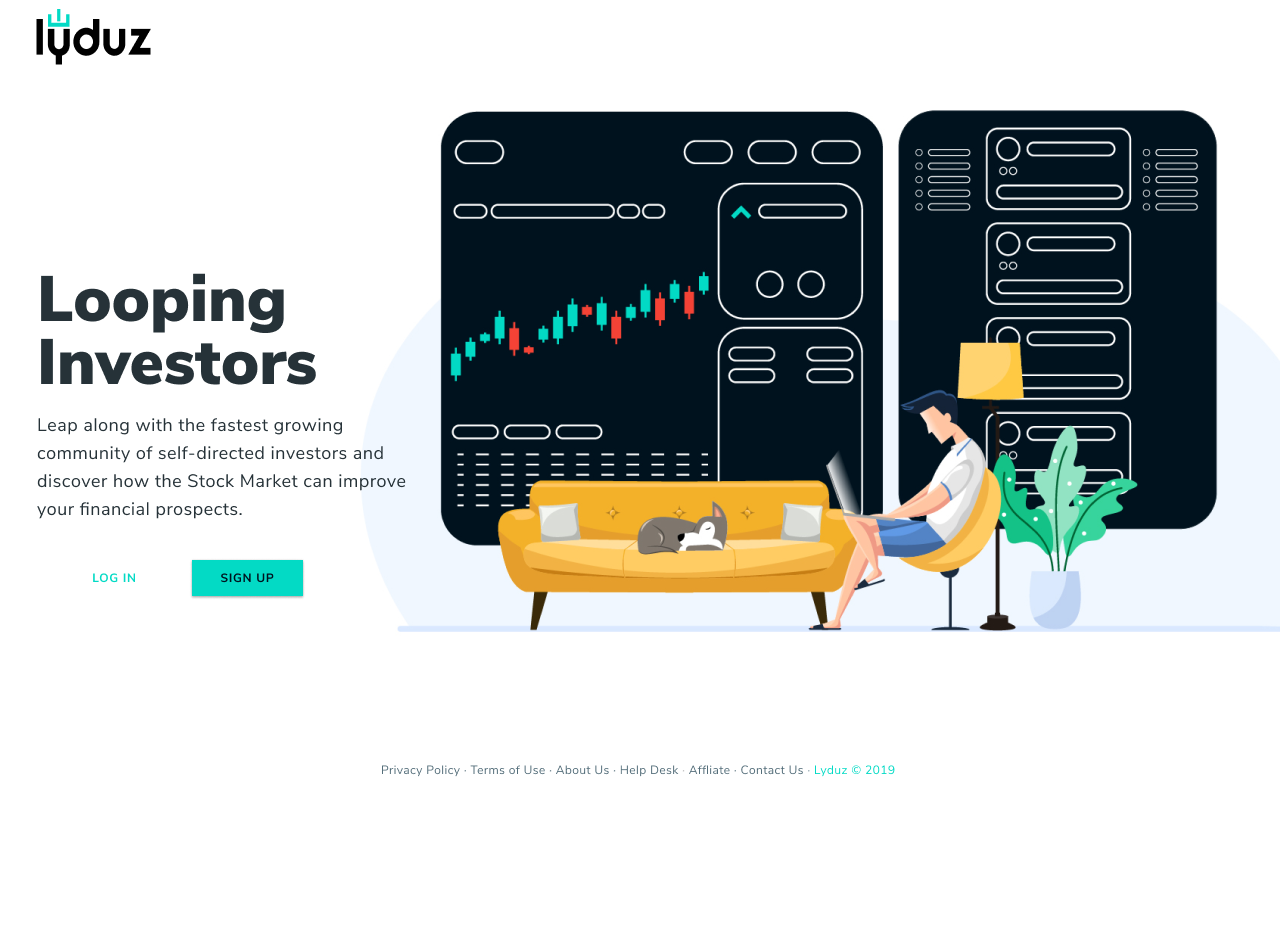 lyduz
Looping
Investors
Leap along with the fastest growing
community of self-directed investors and
discover how the Stock Market can improve
your financial prospects.
LOG IN
SIGN UP
Privacy Policy · Terms of Use · About Us · Help Desk · Affliate · Contact Us · Lyduz © 2019